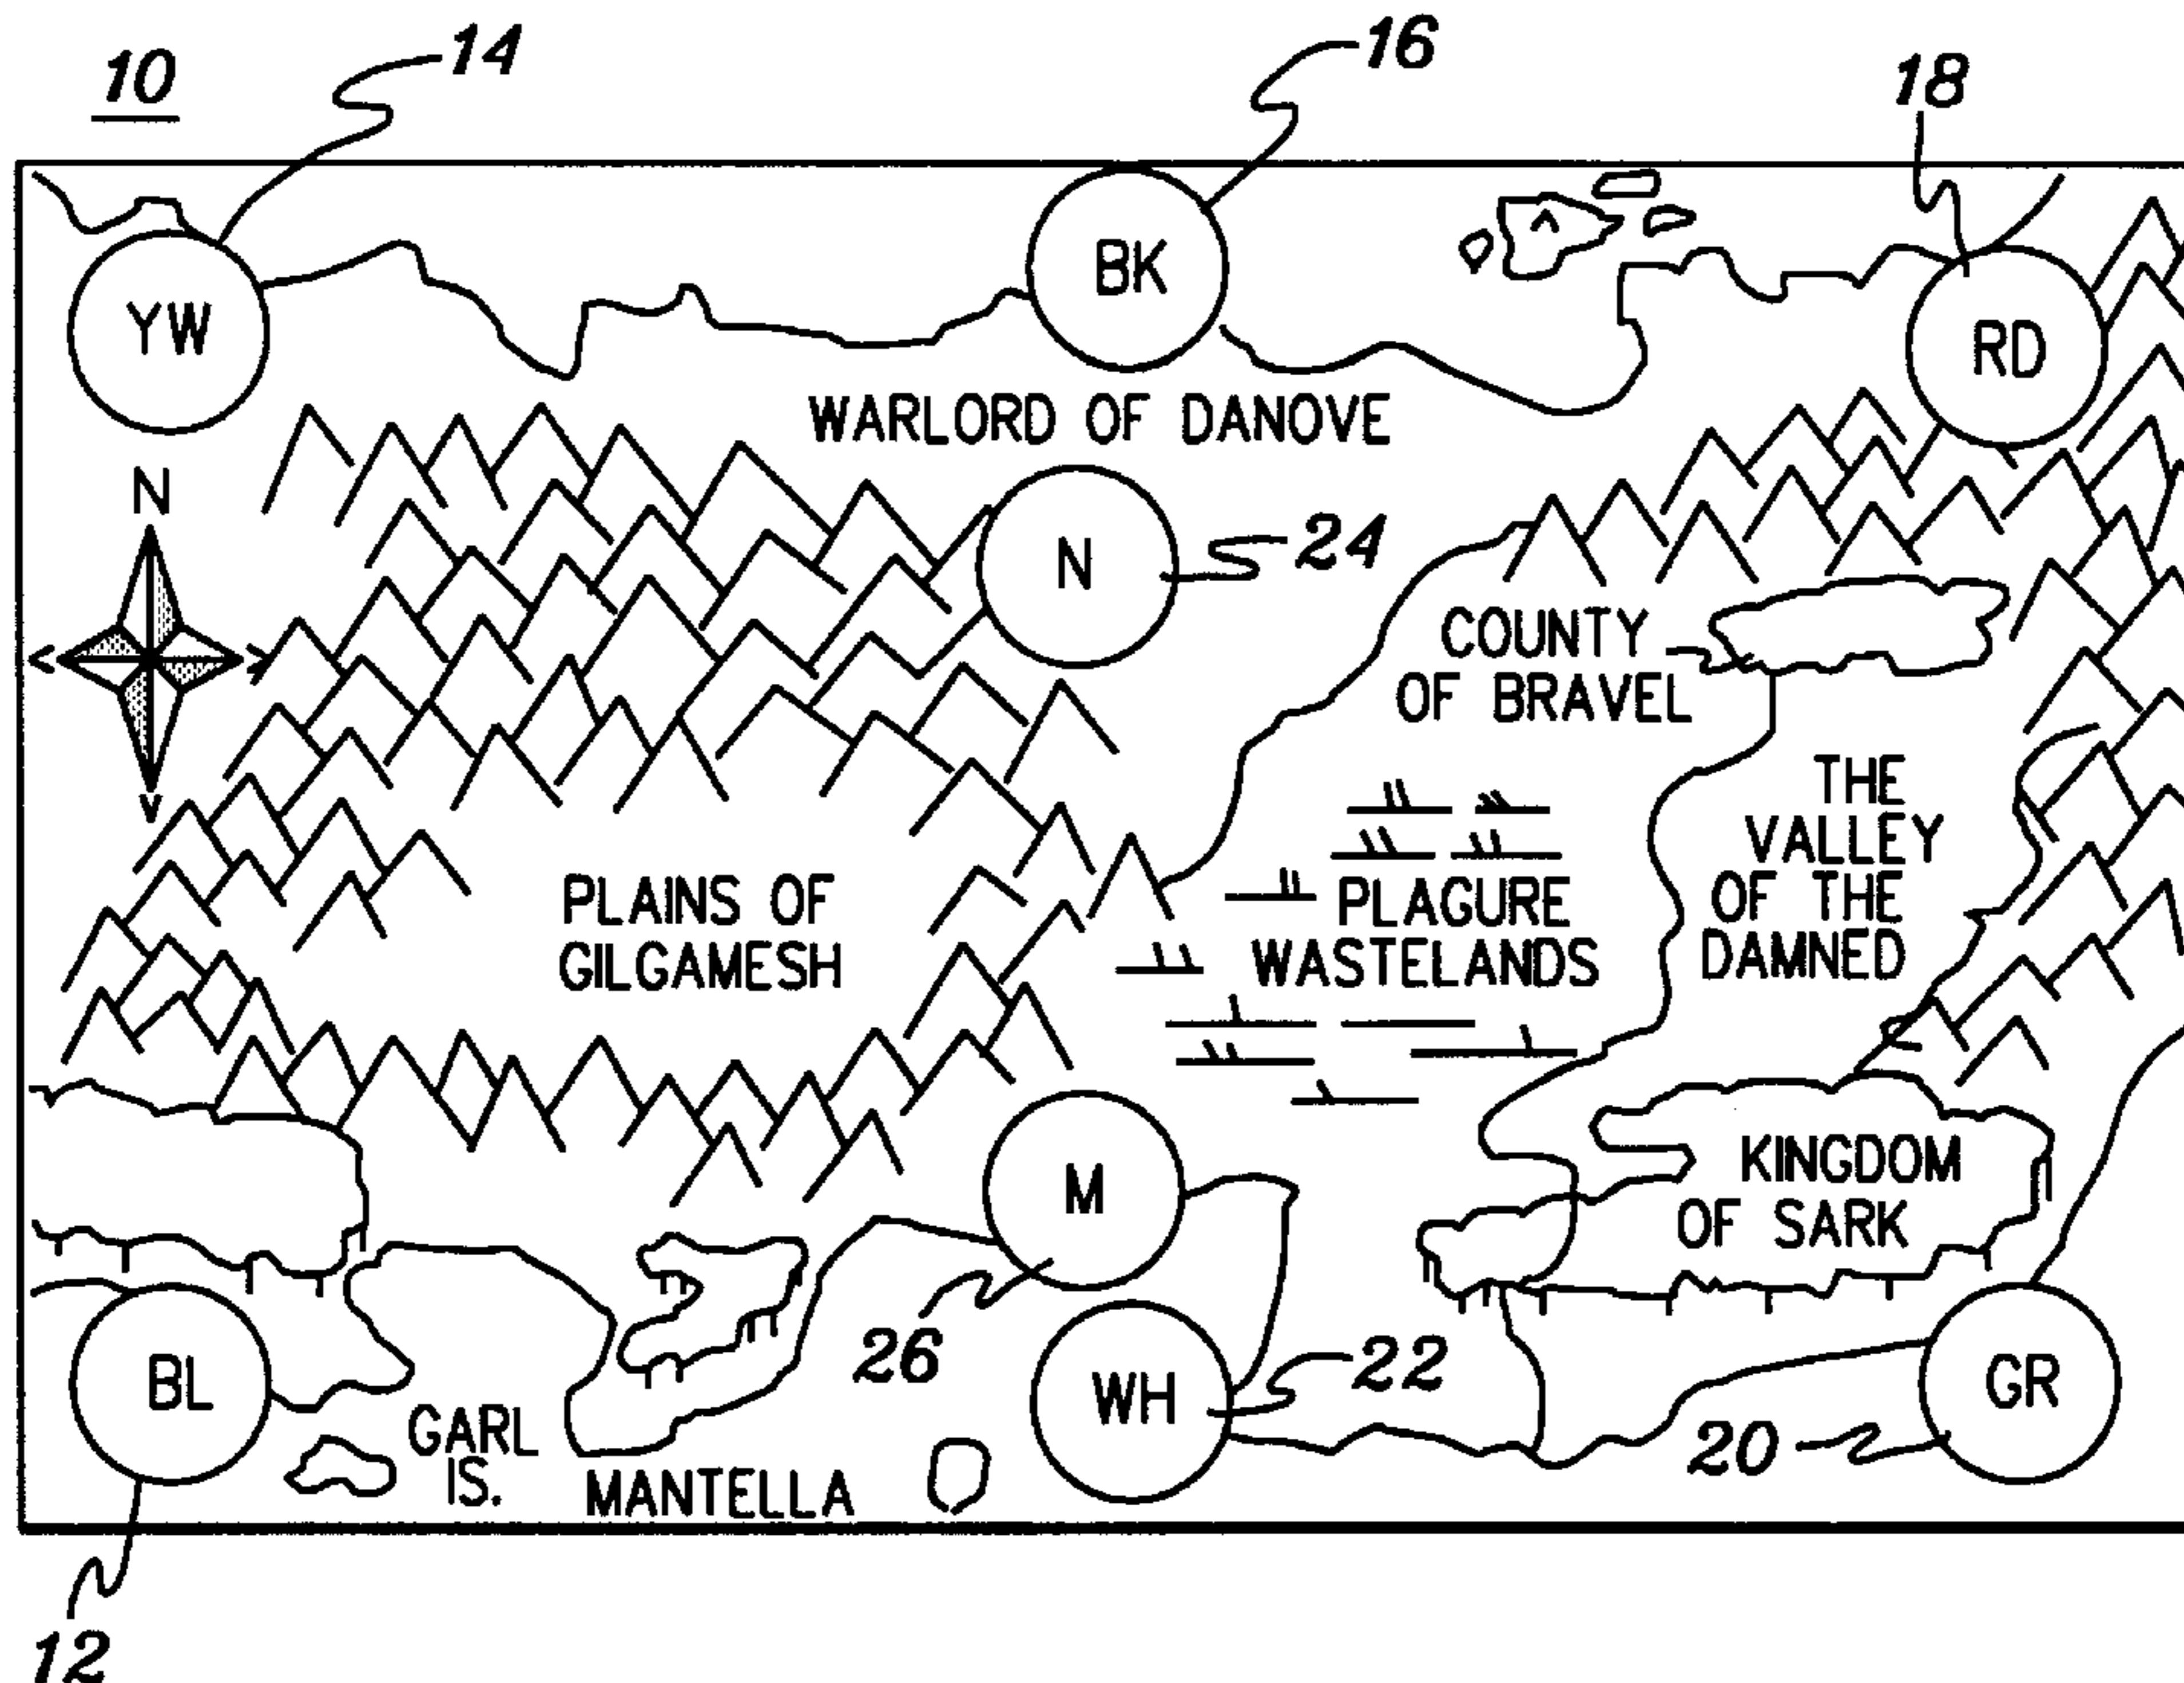 10
14
16
18
YW
BK
RD
WARLORD OF DANOVE
N
N
24
COUNTY
OF BRAVEL
THE
VALLEY
OF THE
DAMNED
PLAINS OF
GILGAMESH
PLAGURE
WASTELANDS
M
KINGDOM
OF SARK
26
22
BL
WH
GR
GARL
IS.
MANTELLA
20
12